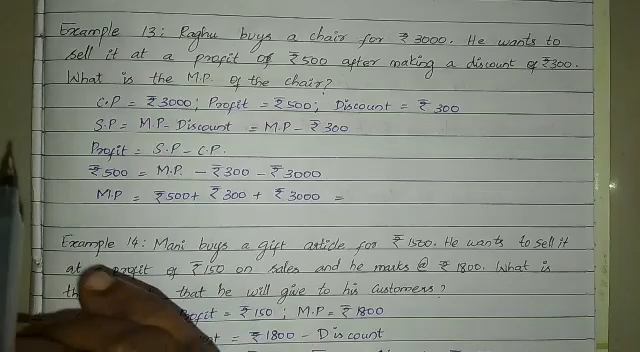 Example 13: Raghu buys a chair for ₹3000. He wants to
sell it at a profit of ₹500 after making a discount of ₹300.
What is the M.P. of the chair?
C.P = ₹3000; Profit = ₹500; Discount = ₹300
S.P = M.P - Discount = M.P - ₹300
Profit = S.P - C.P.
₹500 = M.P. - ₹300 - ₹3000
M.P = ₹500 + ₹300 + ₹3000 =
Example 14: Mani buys a gift article for ₹1500. He wants to sell it
at profit of ₹150 on sales and he marks @ ₹1800. What is
that he will give to his customers?
= ₹150 ; M.P = ₹1800
= ₹1800 - Discount